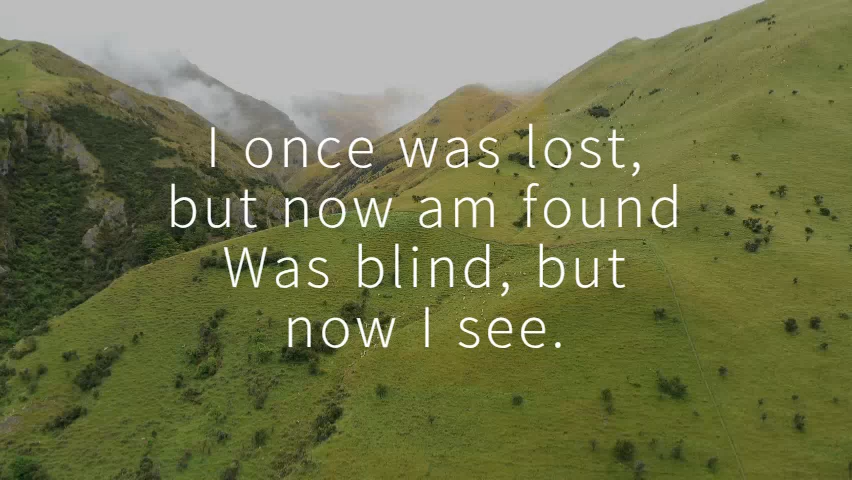 I once was lost,
but now am found
Was blind, but
now I see.